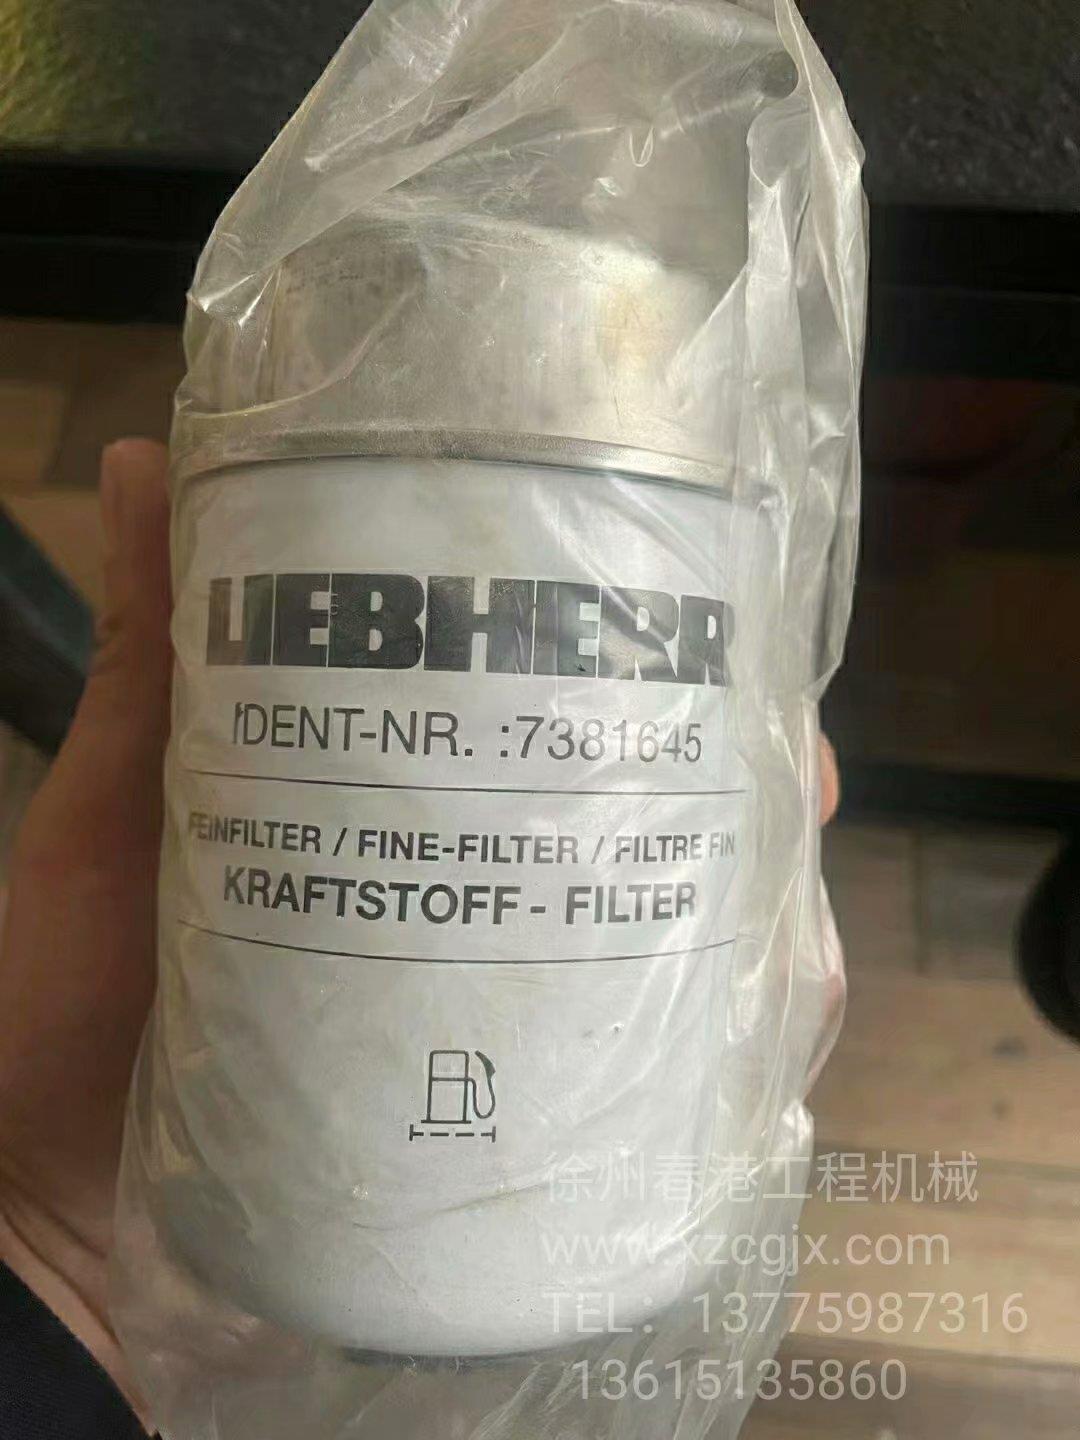 LIEBHERR
IDENT-NR. :7381645
FEINFILTER / FINE-FILTER / FILTRE FIN
KRAFTSTOFF - FILTER
徐州春港工程机械
www.xzcgjx.com
TEL：13775987316
13615135860